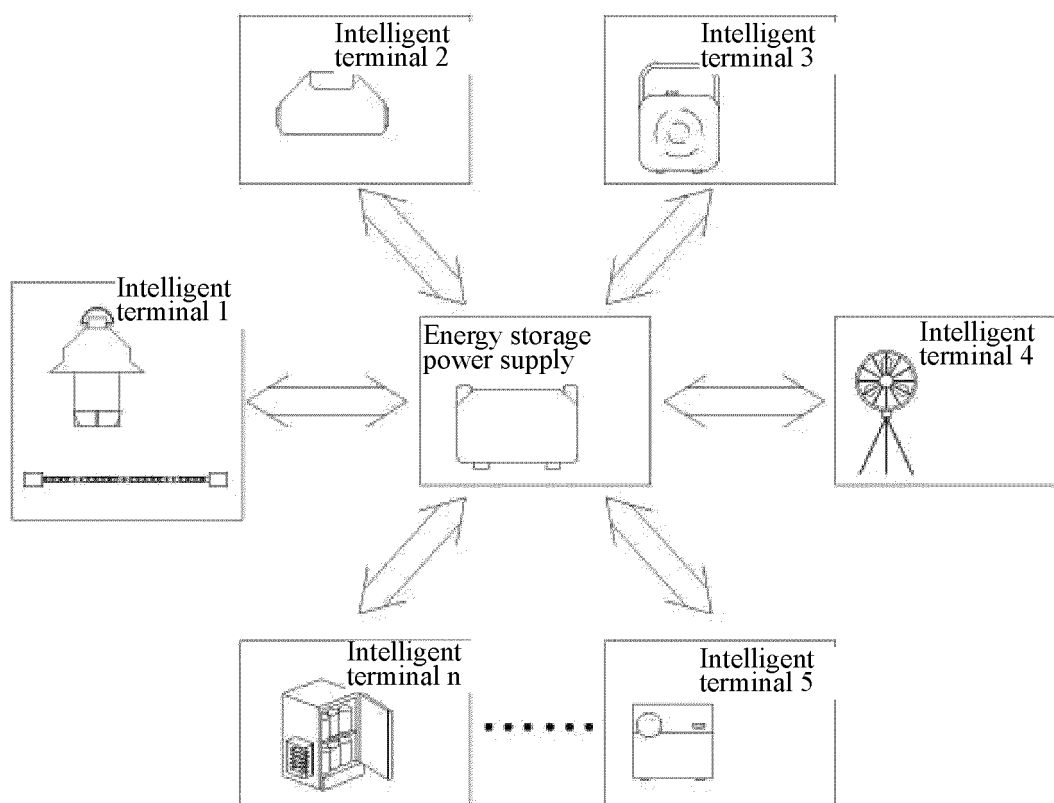 Intelligent
terminal 2
Intelligent
terminal 3
Intelligent
terminal 1
Energy storage
power supply
Intelligent
terminal 4
Intelligent
terminal n
Intelligent
terminal 5